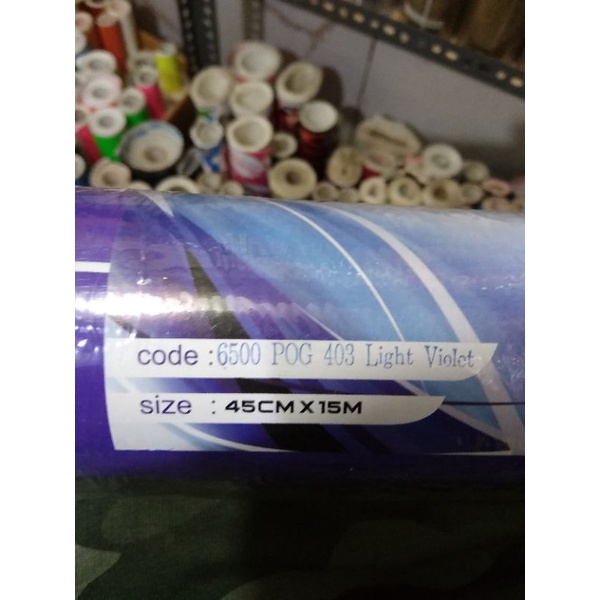 code : 6500 POG 403 Light Violet
size : 45CM X 15M